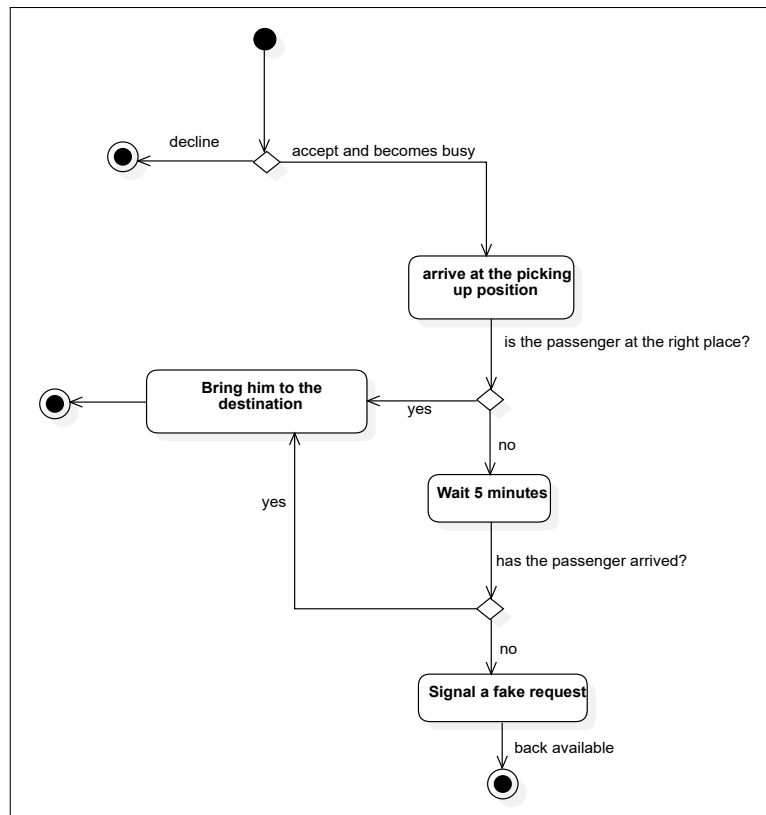 decline
accept and becomes busy
arrive at the picking
up position
is the passenger at the right place?
Bring him to the
destination
yes
no
Wait 5 minutes
yes
has the passenger arrived?
no
Signal a fake request
back available